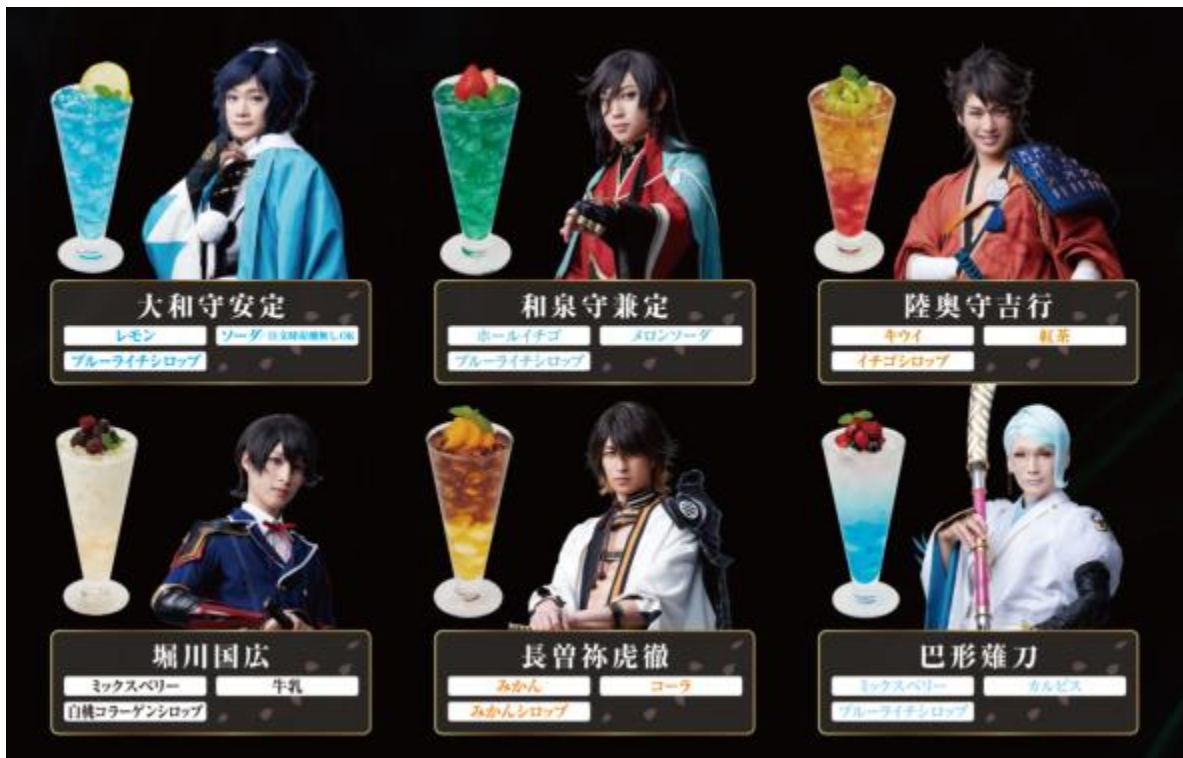 大和守安定
レモン
ソーダ
ブルーライチシロップ
和泉守兼定
ホールイチゴ
メロンソーダ
ブルーライチシロップ
陸奥守吉行
キウイ
紅茶
イチゴシロップ
堀川国広
ミックスベリー
牛乳
白桃コラーゲンシロップ
長曽祢虎徹
みかん
コーラ
みかんシロップ
巴形薙刀
ミックスベリー
カルピス
ブルーライチシロップ